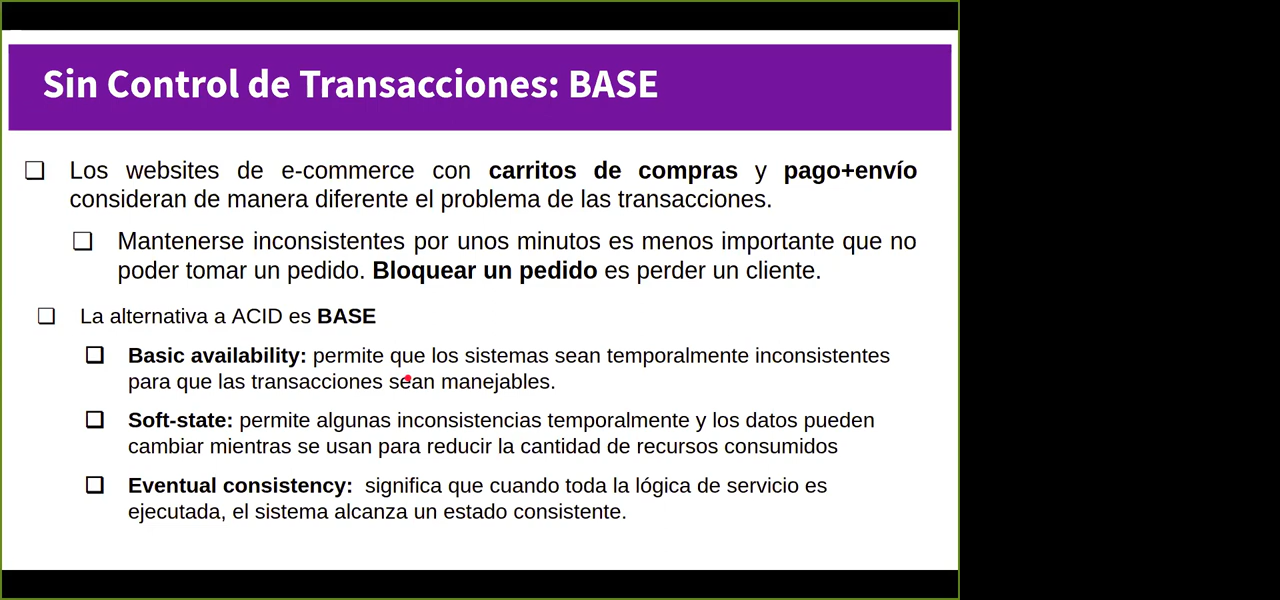 Sin Control de Transacciones: BASE
❏ Los websites de e-commerce con carritos de compras y pago+envío
consideran de manera diferente el problema de las transacciones.
❏ Mantenerse inconsistentes por unos minutos es menos importante que no
poder tomar un pedido. Bloquear un pedido es perder un cliente.
❏ La alternativa a ACID es BASE
❏ Basic availability: permite que los sistemas sean temporalmente inconsistentes
para que las transacciones sean manejables.
❏ Soft-state: permite algunas inconsistencias temporalmente y los datos pueden
cambiar mientras se usan para reducir la cantidad de recursos consumidos
❏ Eventual consistency: significa que cuando toda la lógica de servicio es
ejecutada, el sistema alcanza un estado consistente.